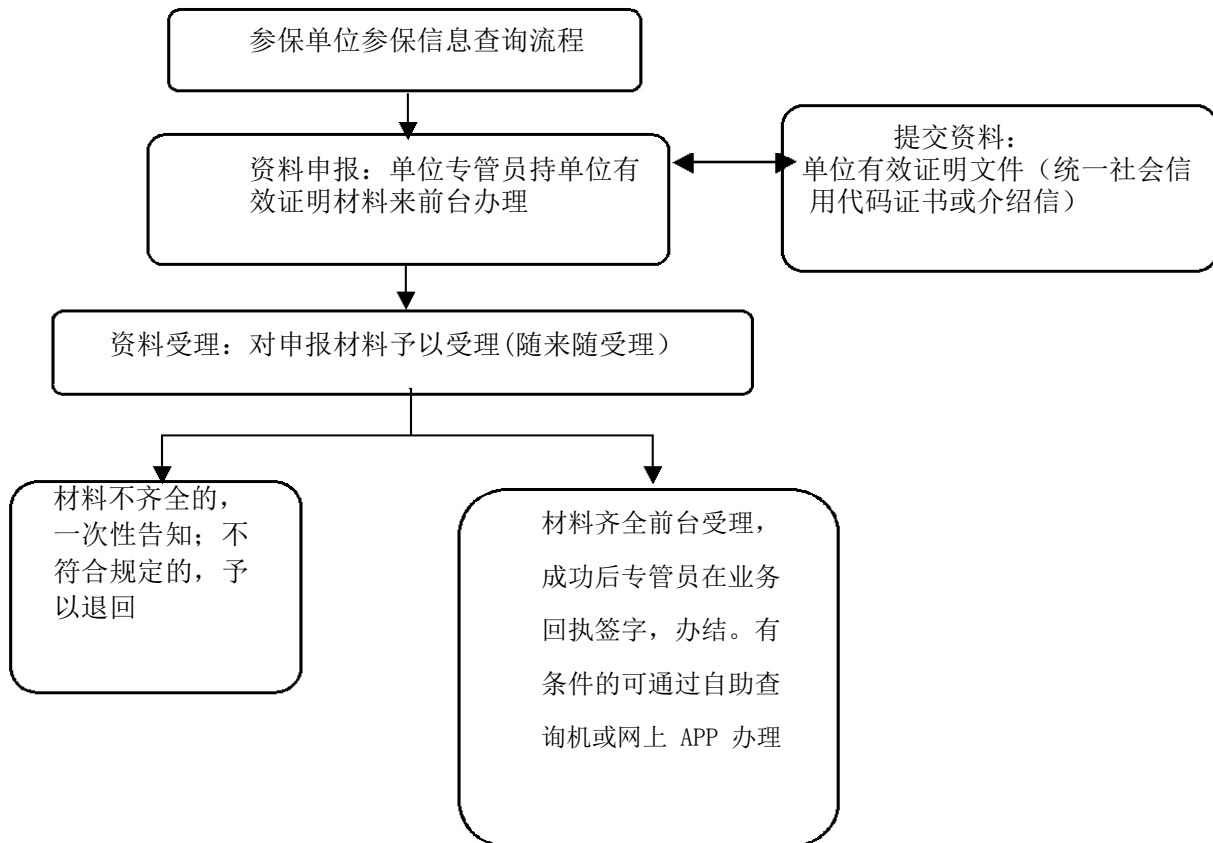 参保单位参保信息查询流程
资料申报：单位专管员持单位有
效证明材料来前台办理
提交资料：
单位有效证明文件（统一社会信
用代码证书或介绍信）
资料受理：对申报材料予以受理(随来随受理）
材料不齐全的，
一次性告知；不
符合规定的，予
以退回
材料齐全前台受理，
成功后专管员在业务
回执签字，办结。有
条件的可通过自助查
询机或网上 APP 办理